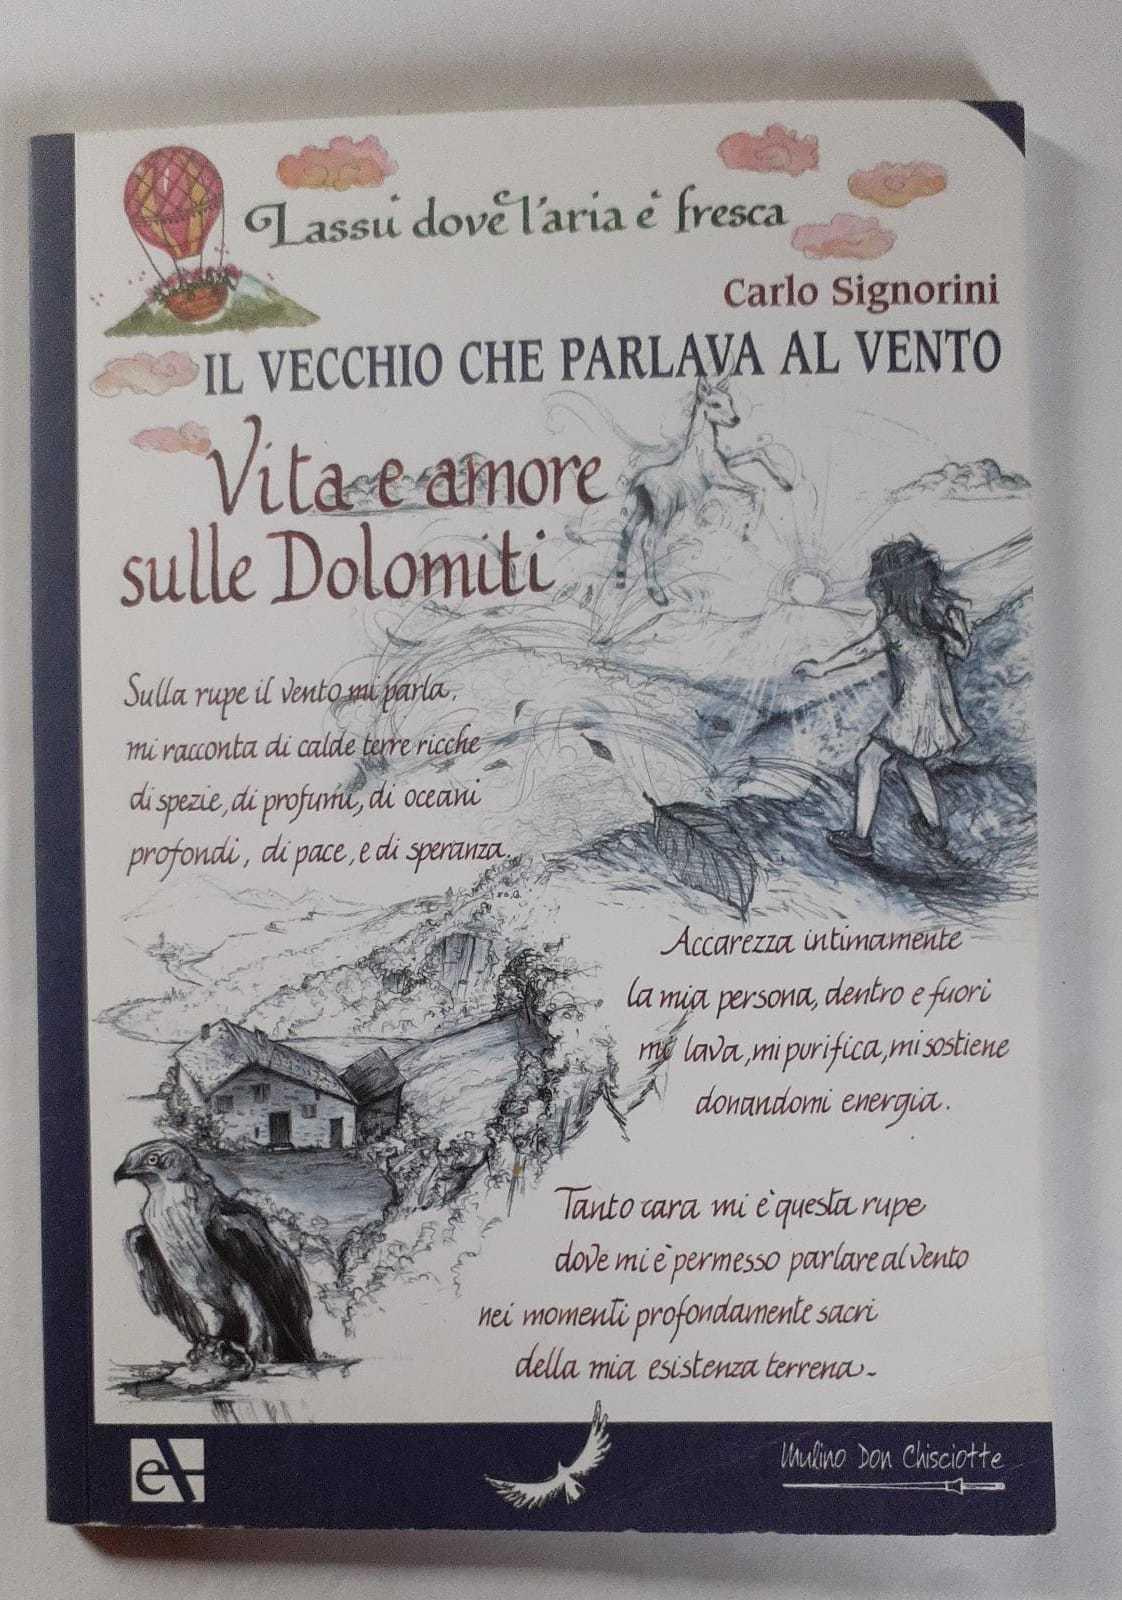 Lassù dove l'aria è fresca
Carlo Signorini
IL VECCHIO CHE PARLAVA AL VENTO
Vita e amore
sulle Dolomiti
Sulla rupe il vento mi parla,
mi racconta di calde terre ricche
di spezie, di profumi, di oceani
profondi, di pace, e di speranza.
Accarezza intimamente
la mia persona, dentro e fuori
mi lava, mi purifica, mi sostiene
donandomi energia.
Tanto cara mi è questa rupe
dove mi è permesso parlare al vento
nei momenti profondamente sacri
della mia esistenza terrena.
eA
Mulino Don Chisciotte